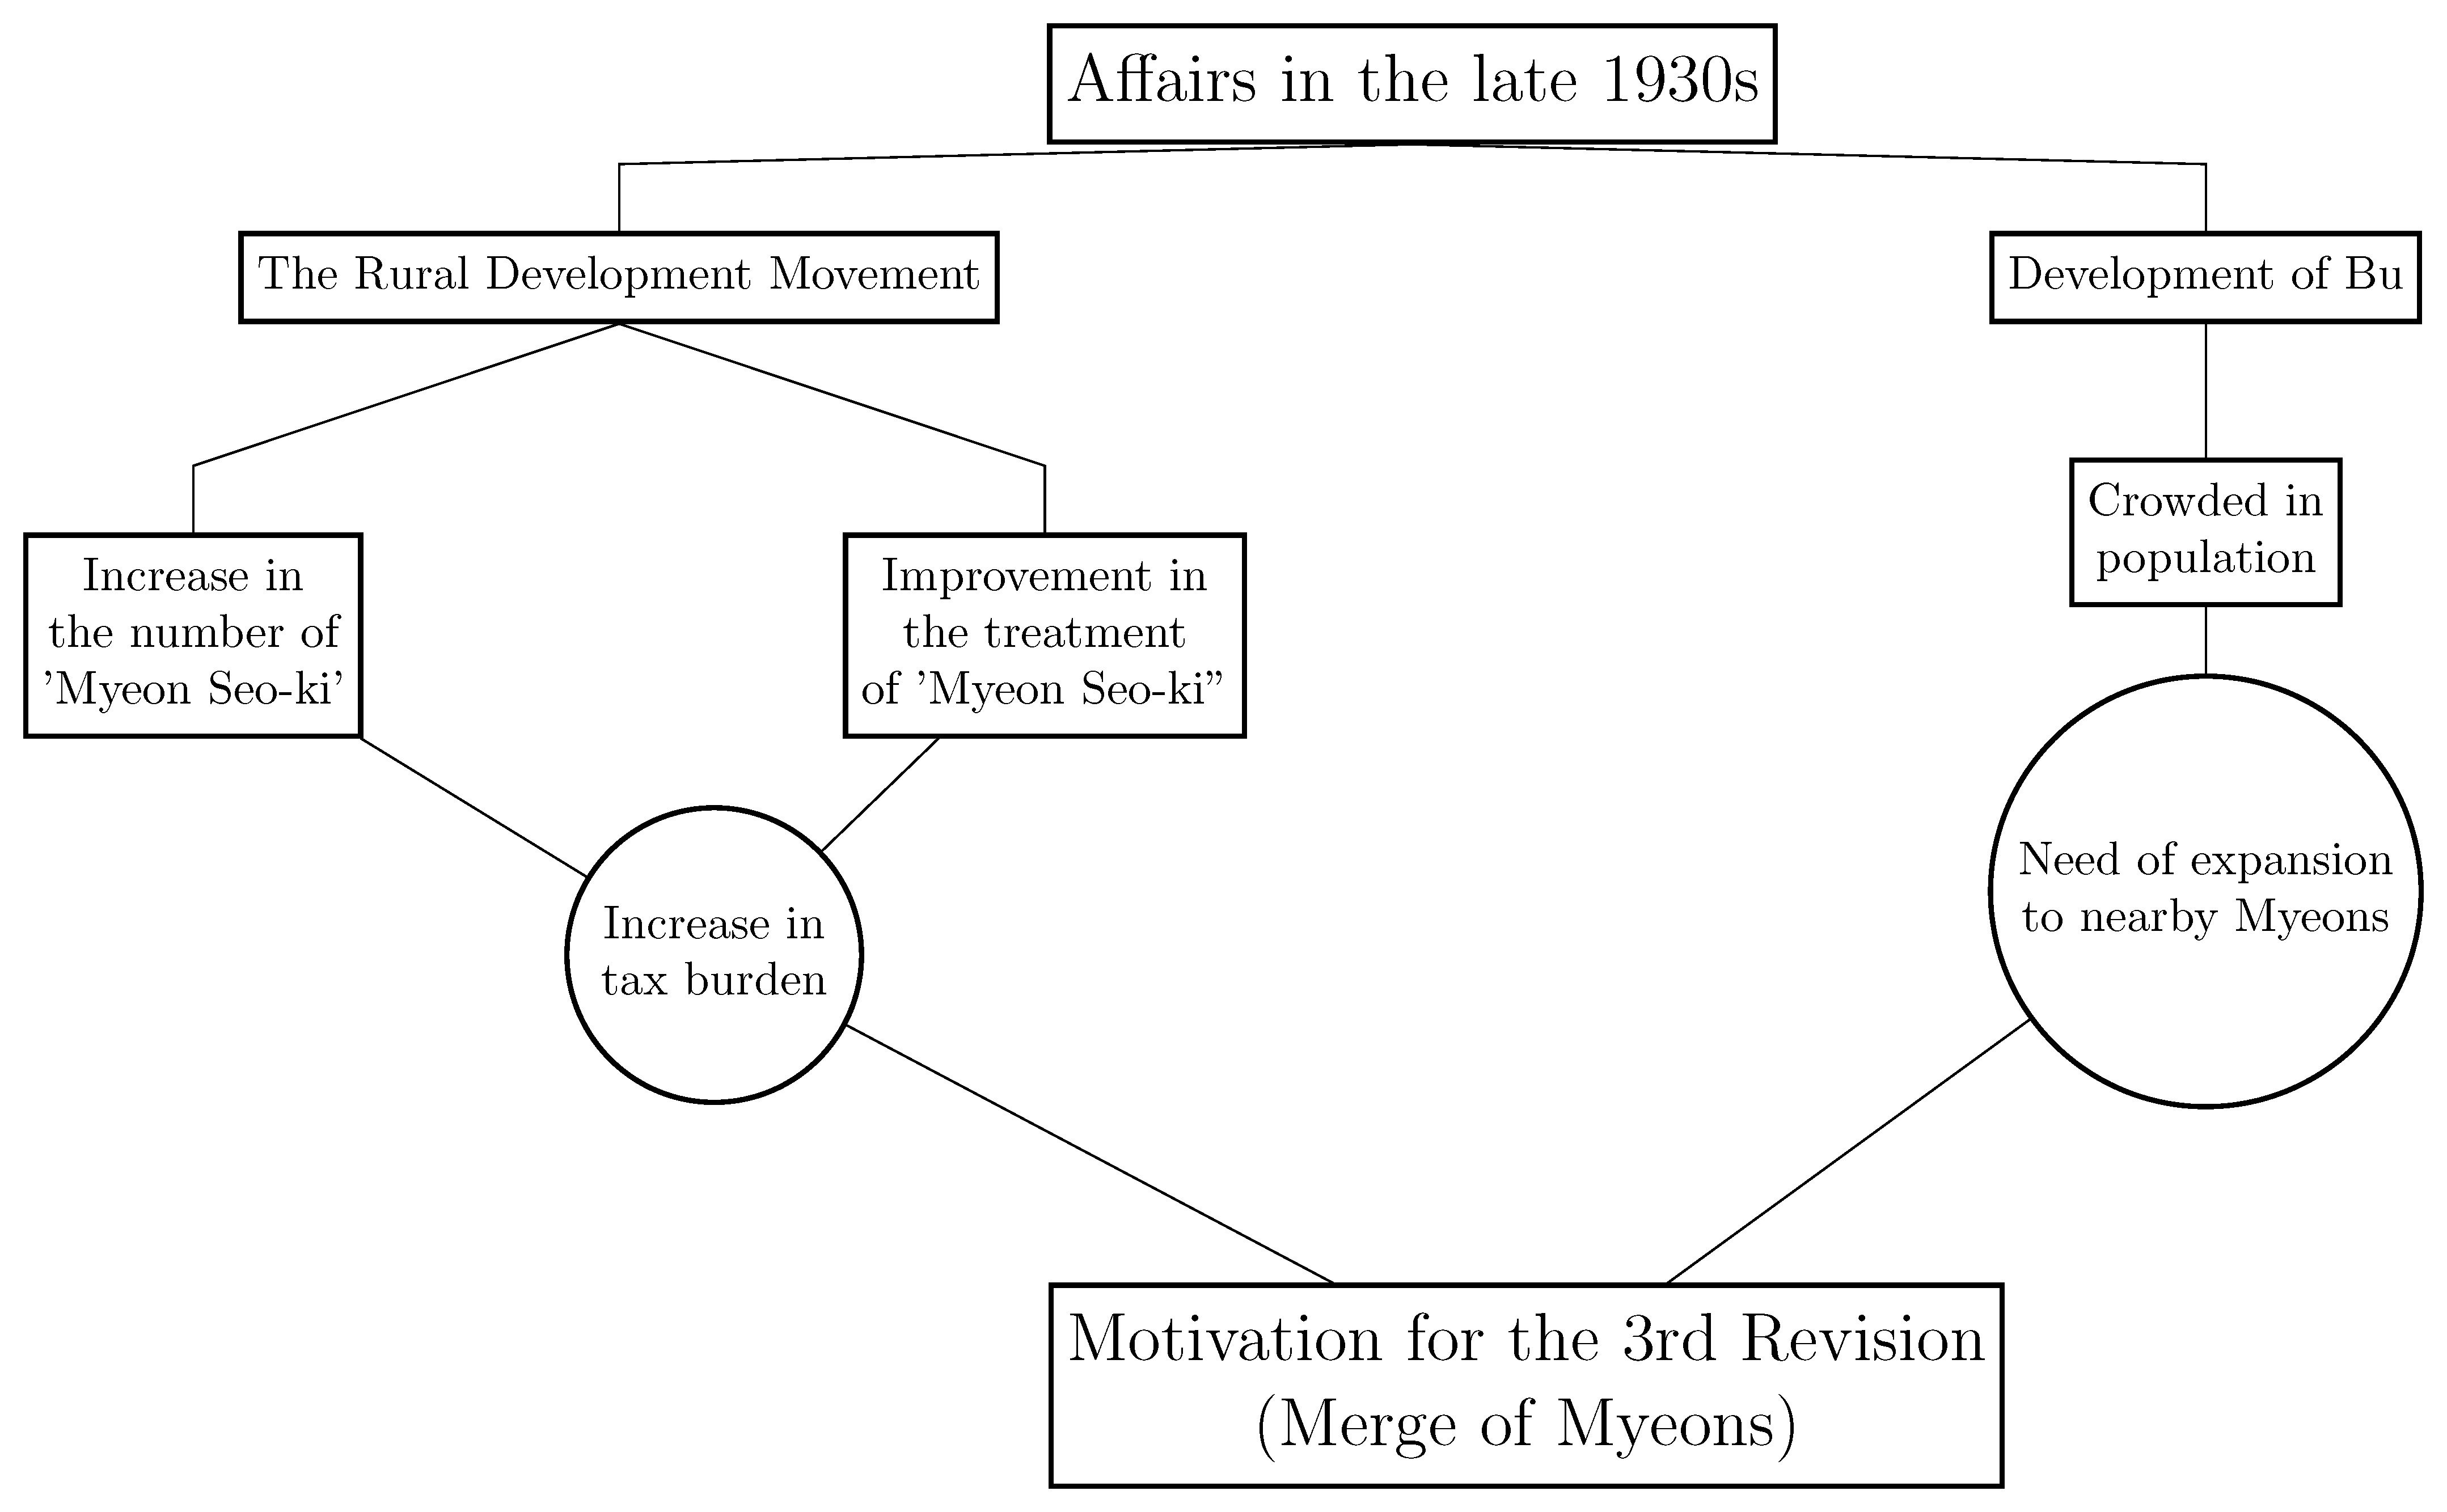 Affairs in the late 1930s
The Rural Development Movement
Development of Bu
Increase in
the number of
'Myeon Seo-ki'
Improvement in
the treatment
of 'Myeon Seo-ki"
Crowded in
population
Increase in
tax burden
Need of expansion
to nearby Myeons
Motivation for the 3rd Revision
(Merge of Myeons)